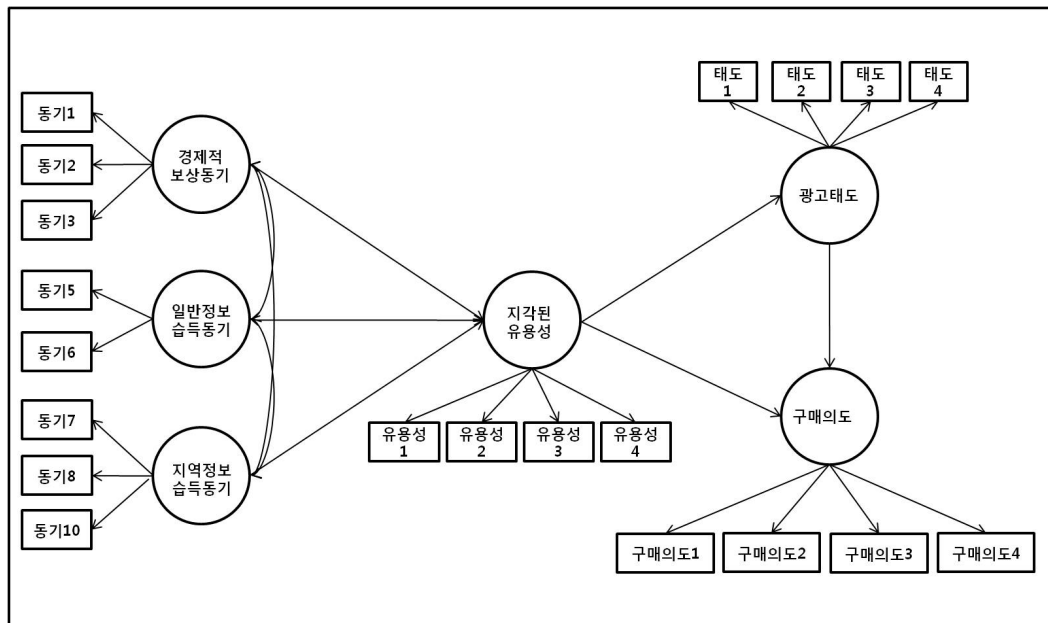 태도
1
태도
2
태도
3
태도
4
동기1
동기2
동기3
경제적
보상동기
광고태도
동기5
동기6
일반정보
습득동기
지각된
유용성
동기7
동기8
동기10
지역정보
습득동기
유용성
1
유용성
2
유용성
3
유용성
4
구매의도
구매의도1
구매의도2
구매의도3
구매의도4